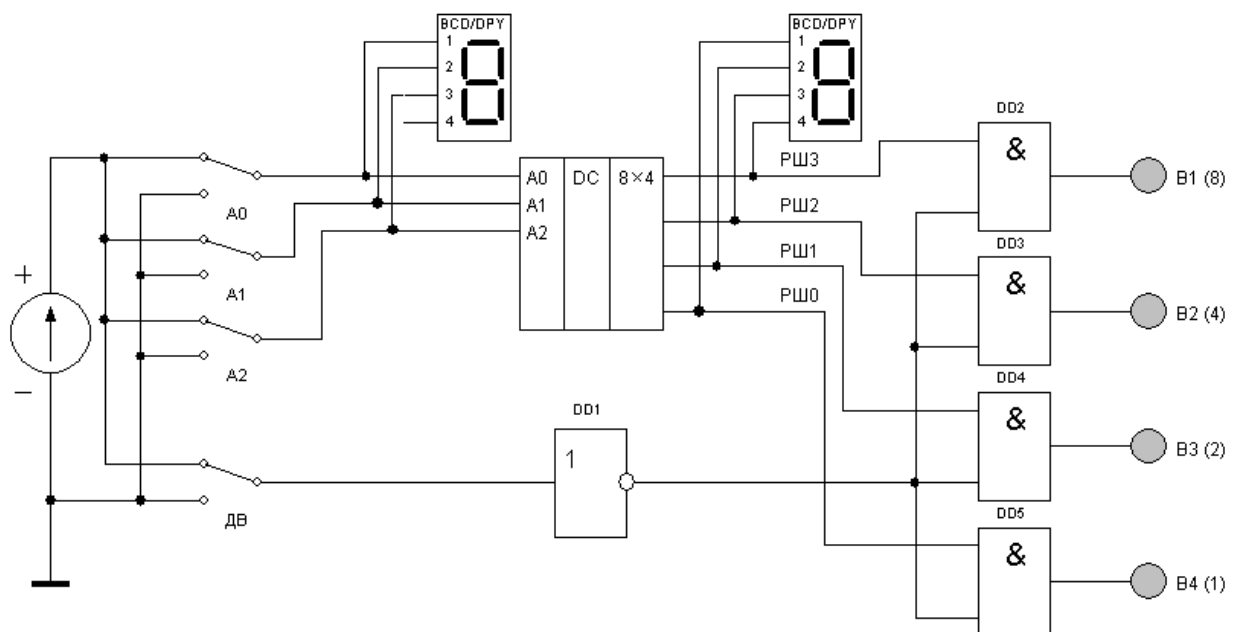 BCD/DPY
1
2
3
4
BCD/DPY
1
2
3
4
DD2
&
B1 (8)
РШ3
A0
DC
8×4
A1
A2
РШ2
РШ1
РШ0
A0
A1
A2
+
−
DD3
&
B2 (4)
DD4
&
B3 (2)
DD1
1
ДВ
DD5
&
B4 (1)